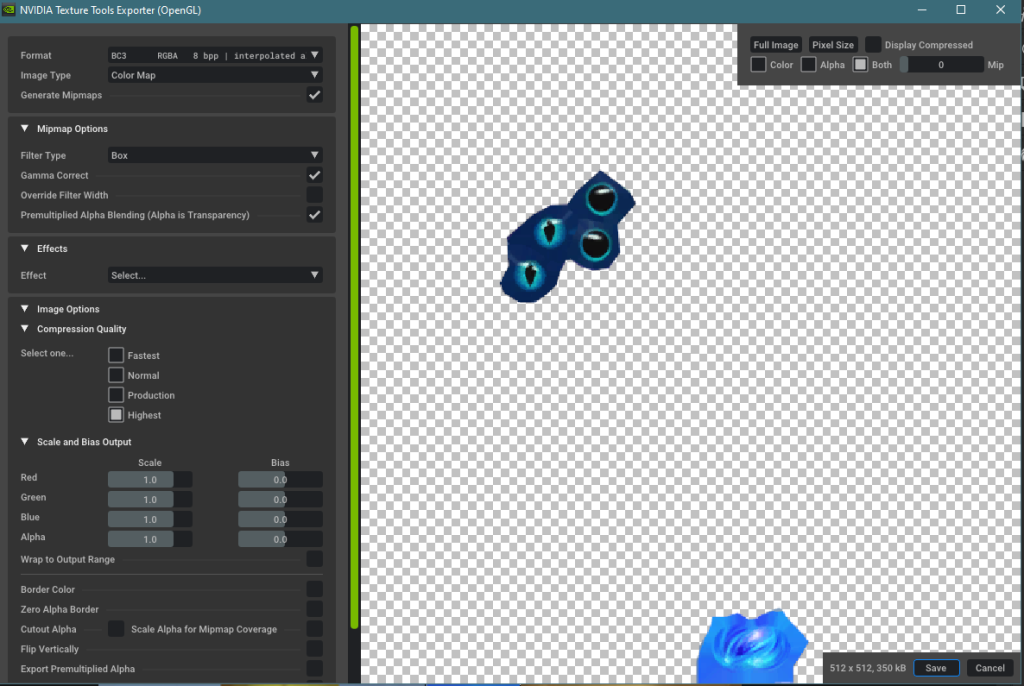 NVIDIA Texture Tools Exporter (OpenGL)
Format BC3 RGBA 8 bpp | interpolated a
Image Type Color Map
Generate Mipmaps
Mipmap Options
Filter Type Box
Gamma Correct
Override Filter Width
Premultiplied Alpha Blending (Alpha is Transparency)
Effects
Effect Select...
Image Options
Compression Quality
Select one... Fastest
Normal
Production
Highest
Scale and Bias Output
Scale Bias
Red 1.0 0.0
Green 1.0 0.0
Blue 1.0 0.0
Alpha 1.0 0.0
Wrap to Output Range
Border Color
Zero Alpha Border
Cutout Alpha Scale Alpha for Mipmap Coverage
Flip Vertically
Export Premultiplied Alpha
Full Image Pixel Size Display Compressed
Color Alpha Both 0 Mip
512 x 512, 350 kB Save Cancel